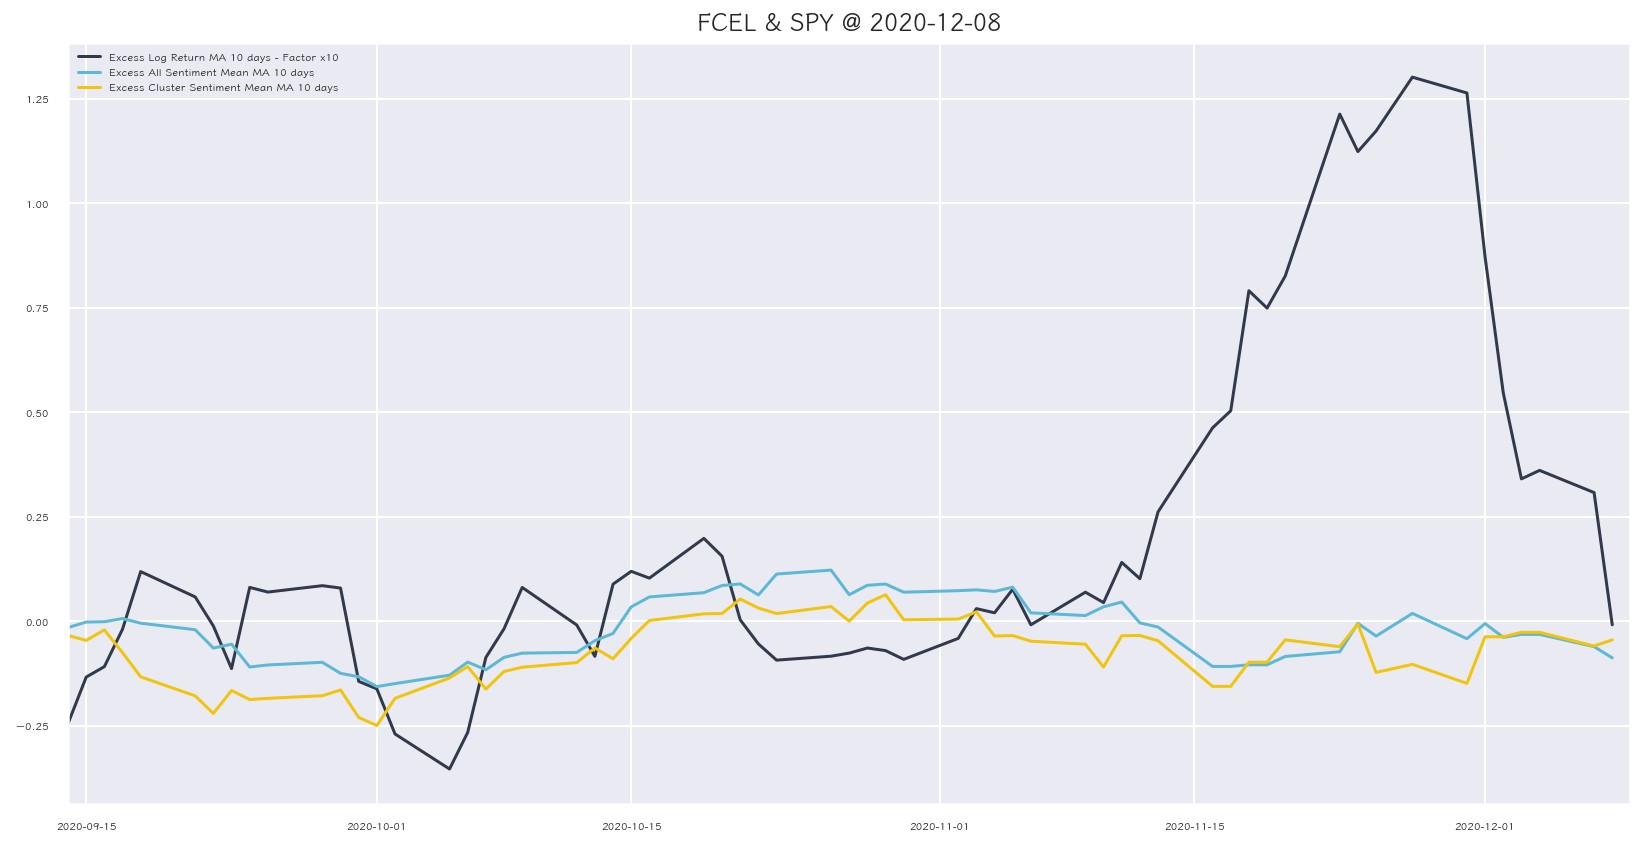 FCEL & SPY @ 2020-12-08
Excess Log Return MA 10 days - Factor x10
Excess All Sentiment Mean MA 10 days
Excess Cluster Sentiment Mean MA 10 days
1.25
1.00
0.75
0.50
0.25
0.00
−0.25
2020-09-15 2020-10-01 2020-10-15 2020-11-01 2020-11-15 2020-12-01